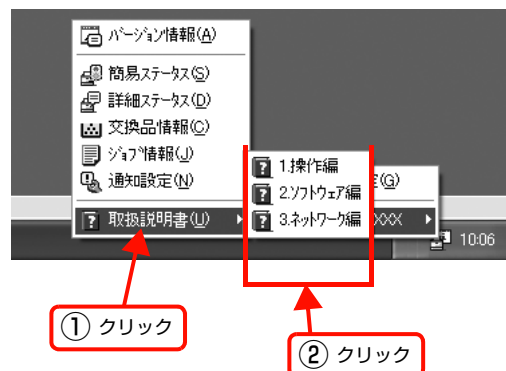 バージョン情報(A)
簡易ステータス(S)
詳細ステータス(D)
交換品情報(C)
ジョブ情報(J)
通知設定(N)
取扱説明書(U)
1.操作編
2.ソフトウェア編
3.ネットワーク編
(G)
XXX
10:06
① クリック
② クリック